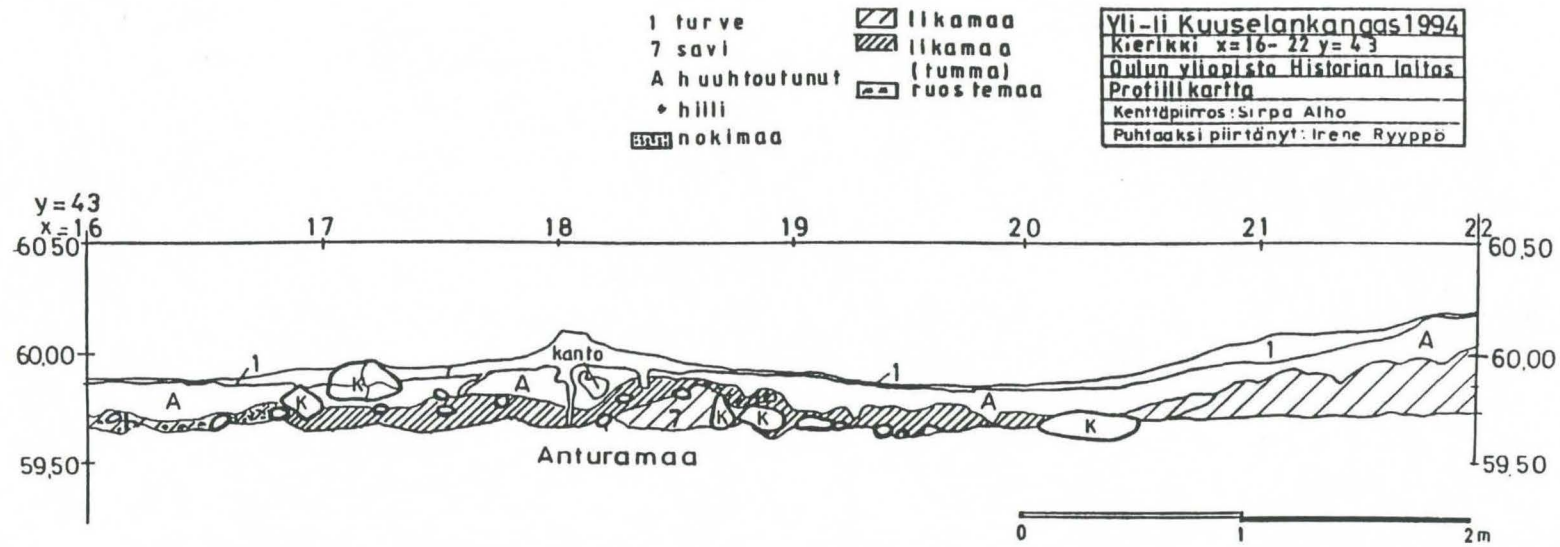 1 turve
7 savi
A huuhtoutunut
hiili
nokimaa
likamaa
likamaa
(tumma)
ruostemaa
Yli-Ii Kuuselankangas 1994
Kierikki x=16-22 y=43
Oulun yliopisto Historian laitos
Profiilikartta
Kenttäpiirros: Sirpa Alho
Puhtaaksi piirtänyt: Irene Ryyppö
y=43
x=16 17 18 19 20 21 22
60.50 60,50
60,00 60,00
1 K kanto 1 1 A
A K A 7 K K A K
59,50 Anturamaa 59,50
0 1 2m